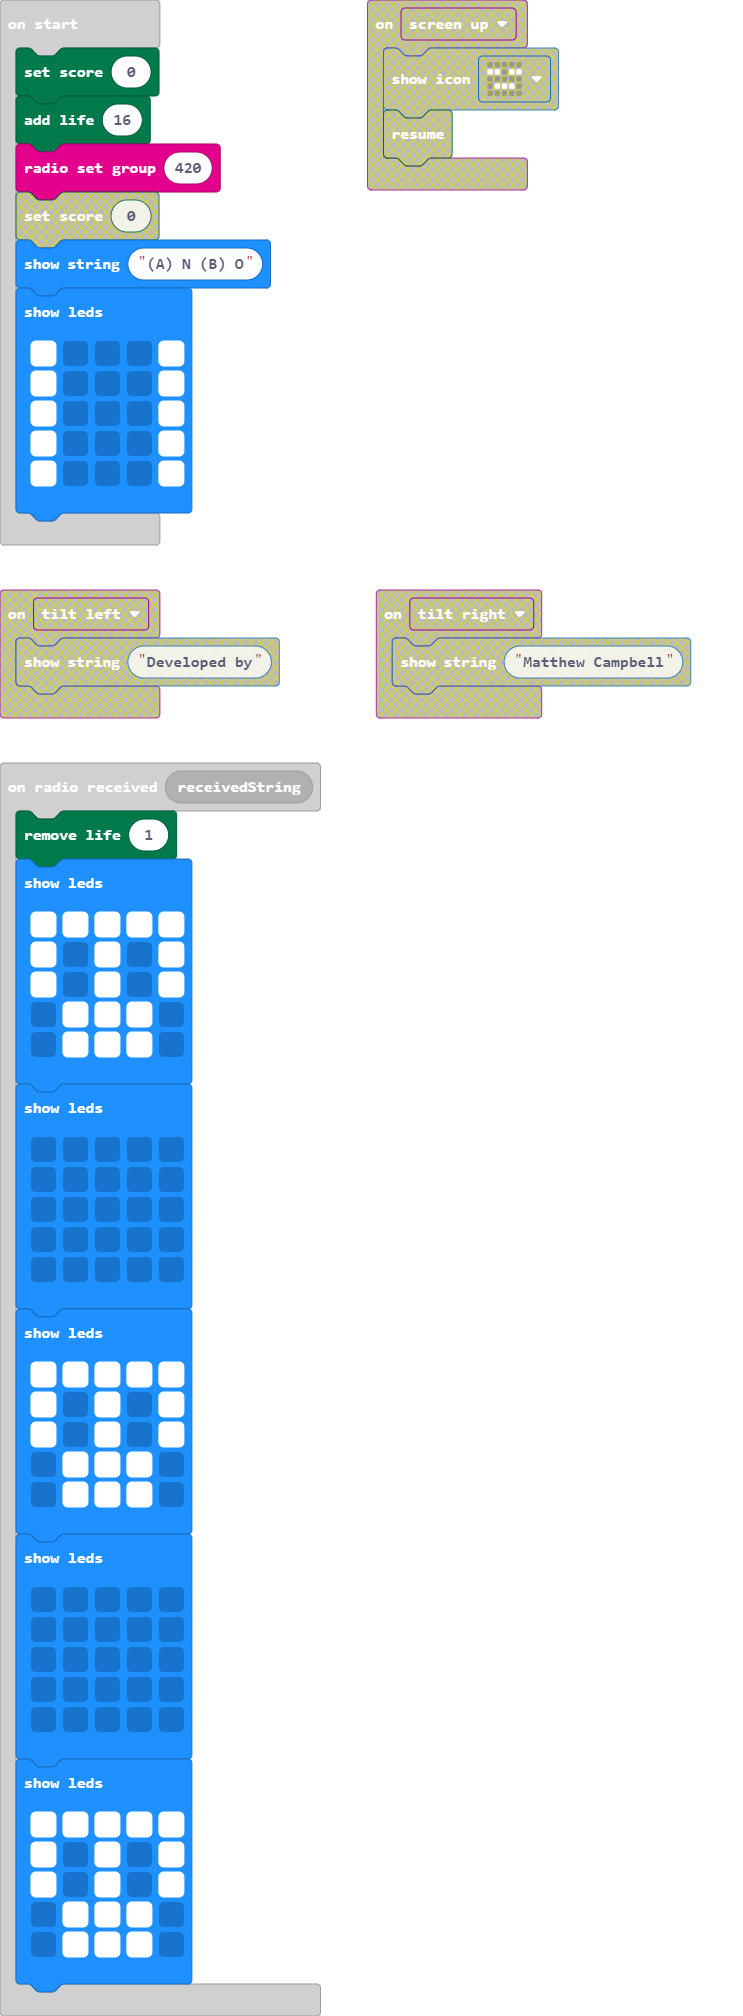 on start
set score 0
add life 16
radio set group 420
set score 0
show string "(A) N (B) O"
show leds
on screen up
show icon
resume
on tilt left
show string "Developed by"
on tilt right
show string "Matthew Campbell"
on radio received receivedString
remove life 1
show leds
show leds
show leds
show leds
show leds